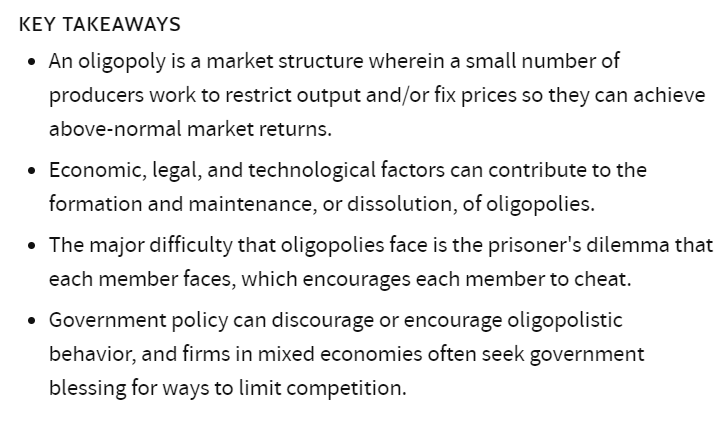 KEY TAKEAWAYS
• An oligopoly is a market structure wherein a small number of
producers work to restrict output and/or fix prices so they can achieve
above-normal market returns.
• Economic, legal, and technological factors can contribute to the
formation and maintenance, or dissolution, of oligopolies.
• The major difficulty that oligopolies face is the prisoner's dilemma that
each member faces, which encourages each member to cheat.
• Government policy can discourage or encourage oligopolistic
behavior, and firms in mixed economies often seek government
blessing for ways to limit competition.